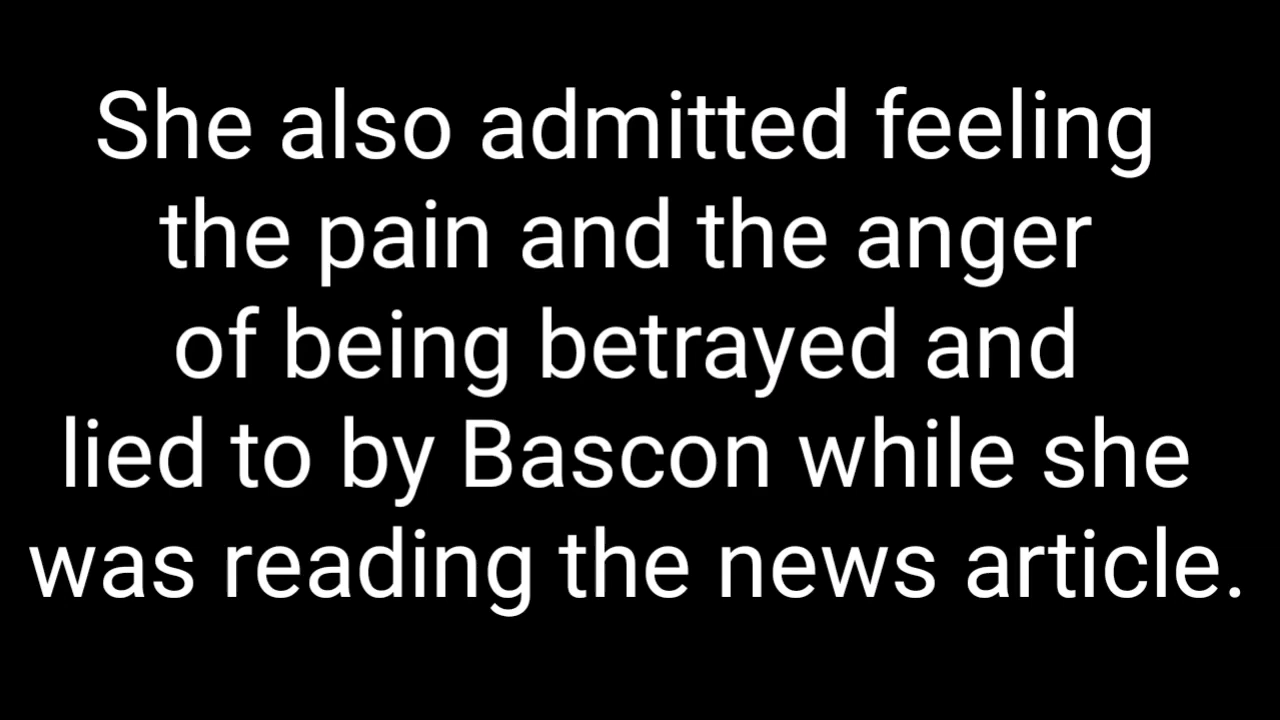 She also admitted feeling
the pain and the anger
of being betrayed and
lied to by Bascon while she
was reading the news article.